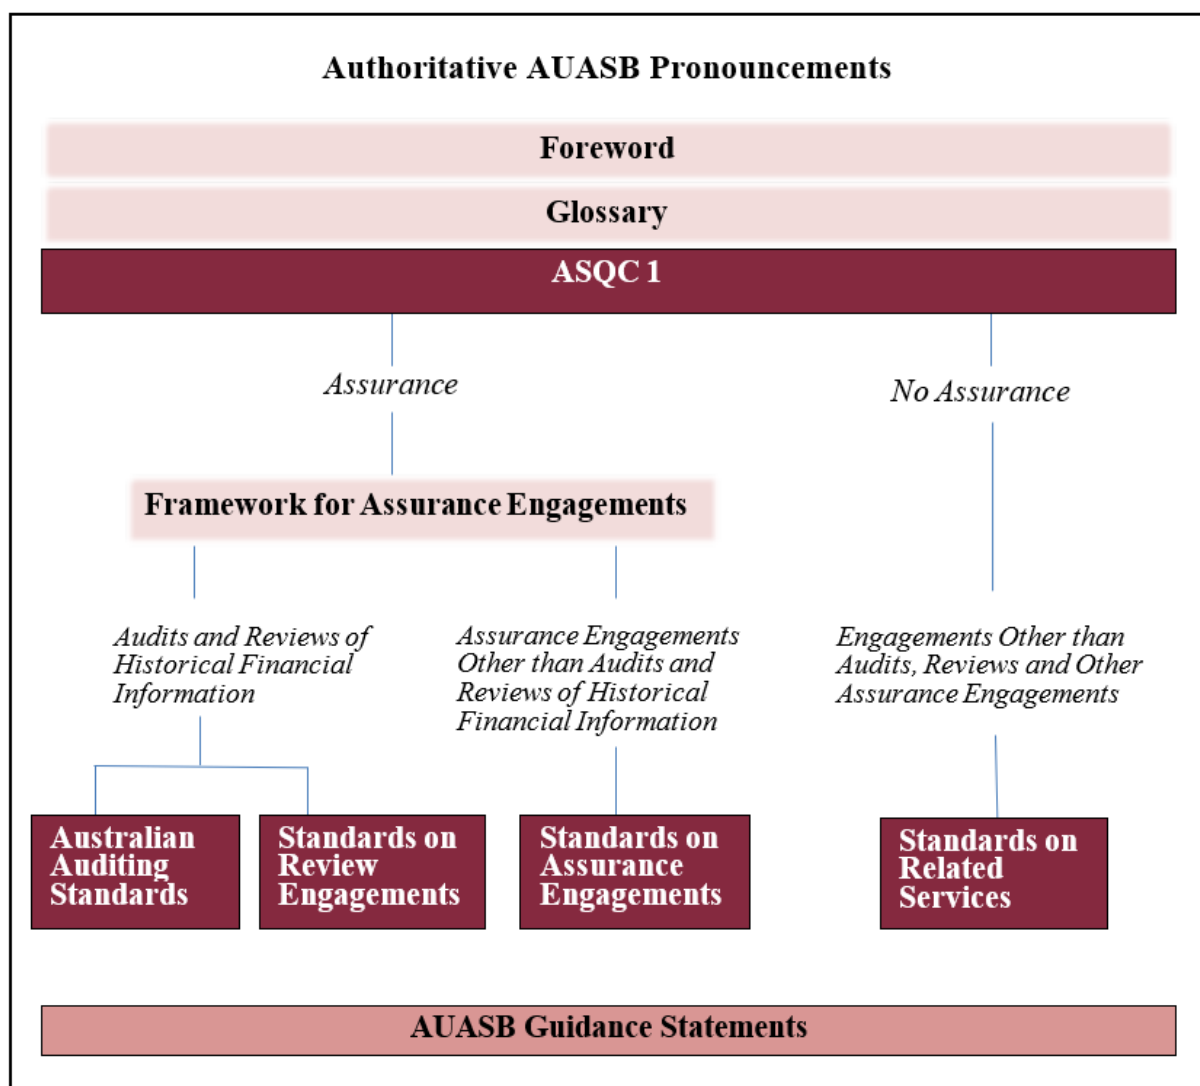 Authoritative AUASB Pronouncements
Foreword
Glossary
ASQC 1
Assurance
No Assurance
Framework for Assurance Engagements
Audits and Reviews of
Historical Financial
Information
Assurance Engagements
Other than Audits and
Reviews of Historical
Financial Information
Engagements Other than
Audits, Reviews and Other
Assurance Engagements
Australian
Auditing
Standards
Standards on
Review
Engagements
Standards on
Assurance
Engagements
Standards on
Related
Services
AUASB Guidance Statements